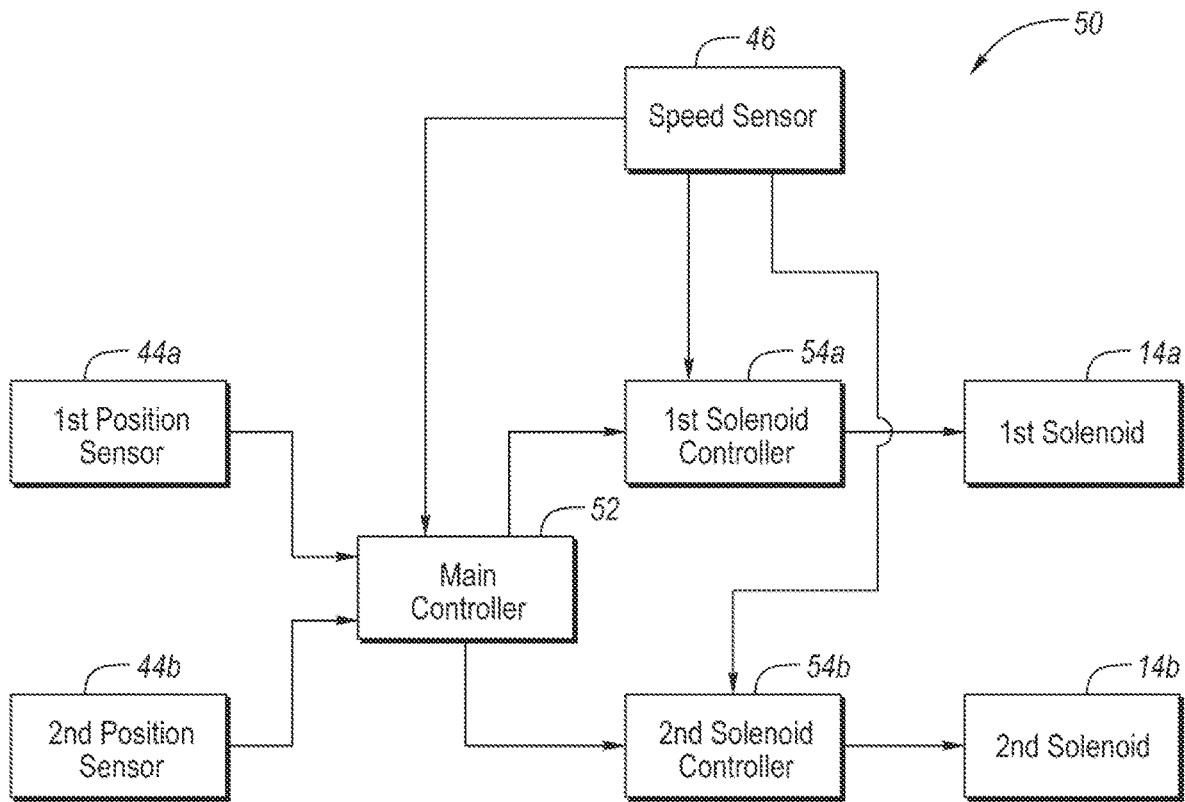 50
46
Speed Sensor
44a
1st Position
Sensor
54a
1st Solenoid
Controller
14a
1st Solenoid
52
Main
Controller
44b
2nd Position
Sensor
54b
2nd Solenoid
Controller
14b
2nd Solenoid